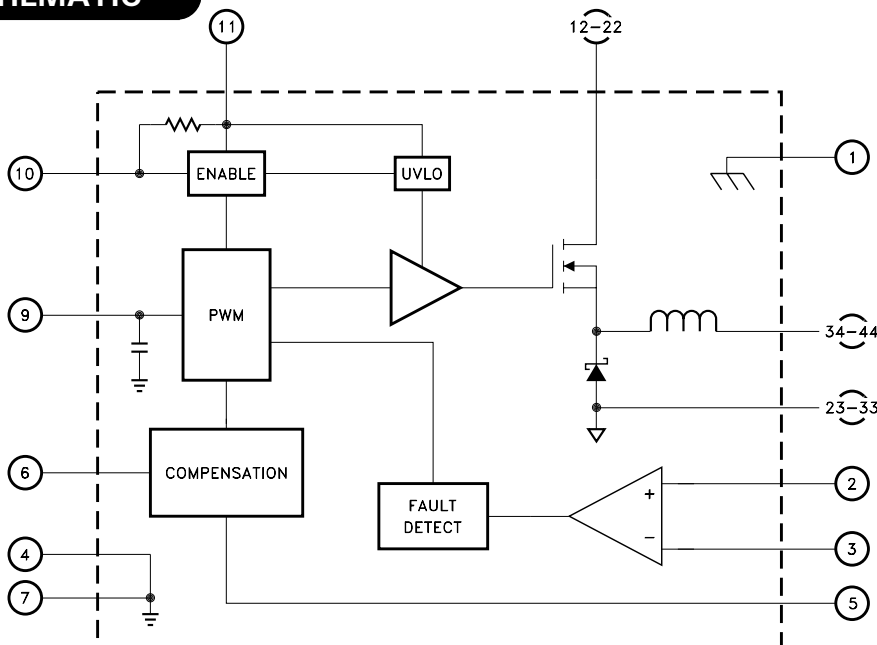 11
12-22
10
ENABLE
UVLO
1
9
PWM
34-44
23-33
6
COMPENSATION
FAULT
DETECT
+
2
-
3
4
7
5